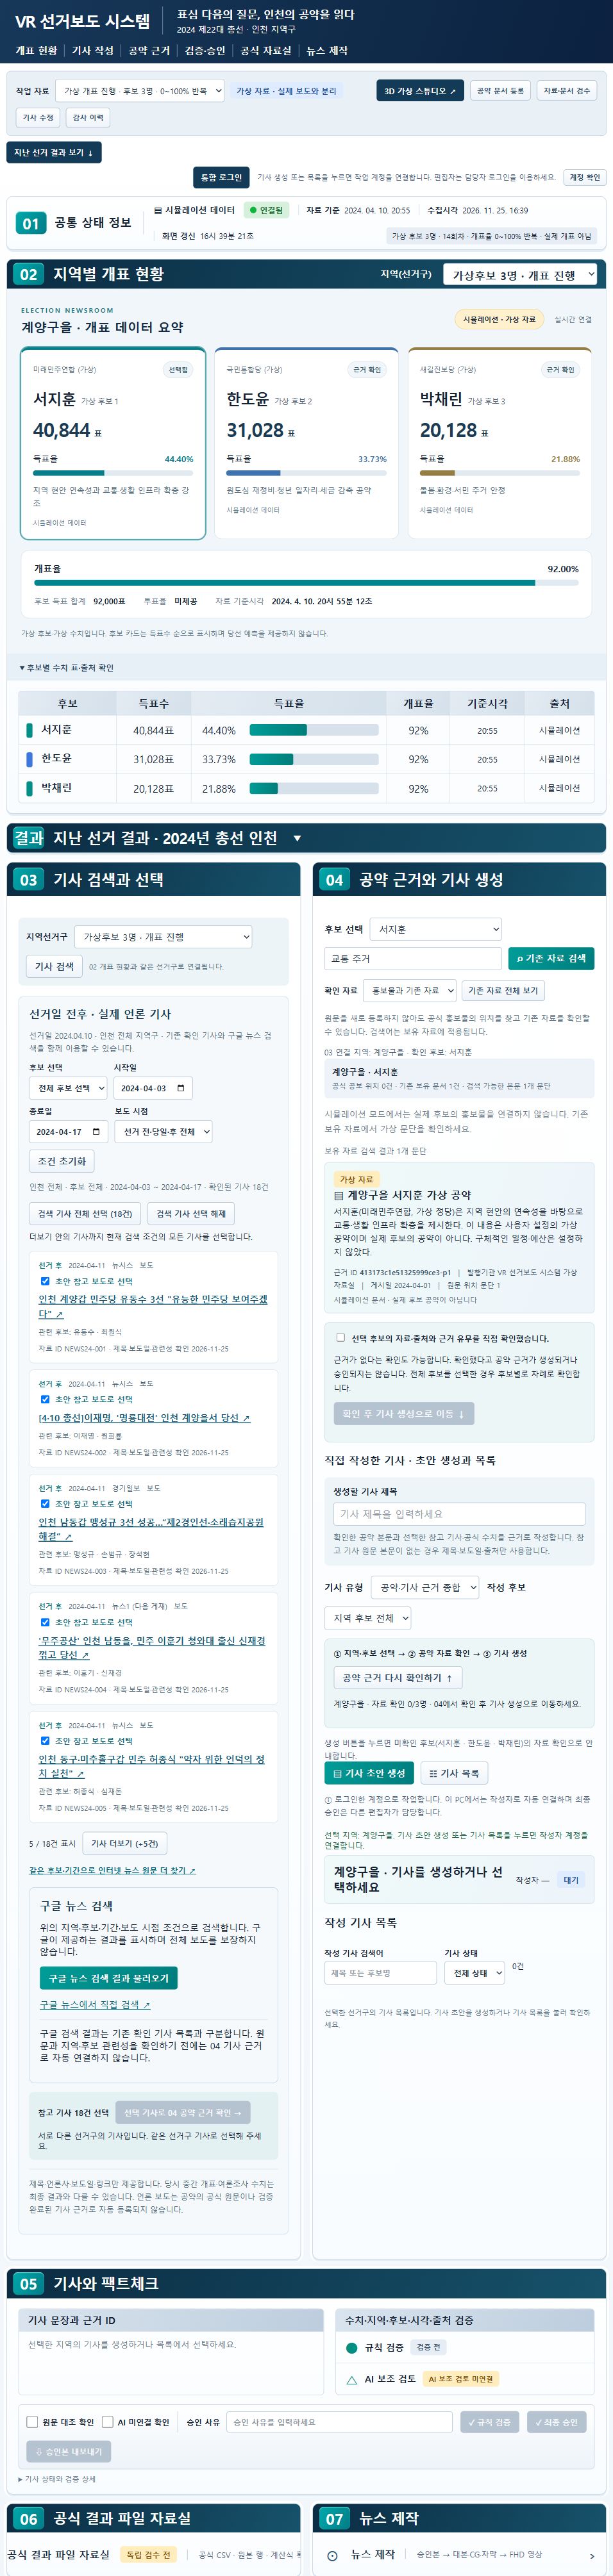 VR 선거보도 시스템
표심 다음의 질문, 인천의 공약을 읽다
2024 제22대 총선 · 인천 지역구
개표 현황 | 기사 작성 | 공약 근거 | 검증·승인 | 공식 자료실 | 뉴스 제작
작업 자료 가상 개표 진행 · 후보 3명 · 0~100% 반복 가상 자료 · 실제 보도와 분리 3D 가상 스튜디오 ↗ 공약 문서 등록 자료·문서 접수
기사 수정 감사 이력
지난 선거 결과 보기 ↓
통합 로그인 기사 생성 또는 목록을 누르면 작업 계정을 연결합니다. 편집자는 담당자 로그인을 이용하세요. 계정 확인
01 공통 상태 정보
▤ 시뮬레이션 데이터 ● 연결됨 자료 기준 2024. 04. 10. 20:55 수집시각 2026. 11. 25. 16:39
화면 갱신 16시 39분 21초 가상 후보 3명 · 14회차 · 개표율 0~100% 반복 · 실제 개표 아님
02 지역별 개표 현황 지역(선거구) 가상후보 3명 · 개표 진행
ELECTION NEWSROOM
계양구을 · 개표 데이터 요약 시뮬레이션 · 가상 자료 실시간 연결
미래민주연합 (가상) 선택됨
서지훈 가상 후보 1
40,844 표
득표율 44.40%
지역 현안 연속성과 교통·생활 인프라 확충 강조
시뮬레이션 데이터
국민통합당 (가상) 근거 확인
한도윤 가상 후보 2
31,028 표
득표율 33.73%
원도심 재정비·청년 일자리·세금 감축 공약
시뮬레이션 데이터
새길진보당 (가상) 근거 확인
박채린 가상 후보 3
20,128 표
득표율 21.88%
돌봄·환경·서민 주거 안정
시뮬레이션 데이터
개표율 92.00%
후보 득표 합계 92,000표 투표율 미제공 자료 기준시각 2024. 4. 10. 20시 55분 12초
가상 후보·가상 수치입니다. 후보 카드는 득표수 순으로 표시하며 당선 예측을 제공하지 않습니다.
▼ 후보별 수치 표·출처 확인
후보 득표수 득표율 개표율 기준시각 출처
서지훈 40,844표 44.40% 92% 20:55 시뮬레이션
한도윤 31,028표 33.73% 92% 20:55 시뮬레이션
박채린 20,128표 21.88% 92% 20:55 시뮬레이션
결과 지난 선거 결과 · 2024년 총선 인천 ▼
03 기사 검색과 선택
지역선거구 가상후보 3명 · 개표 진행
기사 검색 02 개표 현황과 같은 선거구로 연결됩니다.
선거일 전후 · 실제 언론 기사
선거일 2024.04.10 · 인천 전체 지역구 · 기존 확인 기사와 구글 뉴스 검색을 함께 이용할 수 있습니다.
후보 선택 시작일
전체 후보 선택 2024-04-03
종료일 보도 시점
2024-04-17 선거 전·당일·후 전체
조건 초기화
인천 전체 · 후보 전체 · 2024-04-03 ~ 2024-04-17 · 확인된 기사 18건
검색 기사 전체 선택 (18건) 검색 기사 선택 해제
더보기 안의 기사까지 현재 검색 조건의 모든 기사를 선택합니다.
선거 후 2024-04-11 뉴시스 보도
초안 참고 보도로 선택
인천 계양갑 민주당 유동수 3선 "유능한 민주당 보여주겠다" ↗
관련 후보: 유동수 · 최원식
자료 ID NEWS24-001 · 제목·보도일·관련성 확인 2026-11-25
선거 후 2024-04-11 뉴시스 보도
초안 참고 보도로 선택
[4·10 총선]이재명, '명룡대전' 인천 계양을서 당선 ↗
관련 후보: 이재명 · 원희룡
자료 ID NEWS24-002 · 제목·보도일·관련성 확인 2026-11-25
선거 후 2024-04-11 경기일보 보도
초안 참고 보도로 선택
인천 남동갑 맹성규 3선 성공..."제2경인선·소래습지공원 해결" ↗
관련 후보: 맹성규 · 손범규 · 장석현
자료 ID NEWS24-003 · 제목·보도일·관련성 확인 2026-11-25
선거 후 2024-04-11 뉴스1 (다음 게재) 보도
초안 참고 보도로 선택
'무주공산' 인천 남동을, 민주 이훈기 청와대 출신 신재경 꺾고 당선 ↗
관련 후보: 이훈기 · 신재경
자료 ID NEWS24-004 · 제목·보도일·관련성 확인 2026-11-25
선거 후 2024-04-11 뉴시스 보도
초안 참고 보도로 선택
인천 동구·미추홀구갑 민주 허종식 "약자 위한 언덕의 정치 실천" ↗
관련 후보: 허종식 · 심재돈
자료 ID NEWS24-005 · 제목·보도일·관련성 확인 2026-11-25
5 / 18건 표시 기사 더보기 (+5건)
같은 후보·기간으로 인터넷 뉴스 원문 더 찾기 ↗
구글 뉴스 검색
위의 지역·후보·기간·보도 시점 조건으로 검색합니다. 구글이 제공하는 결과를 표시하며 전체 보도를 보장하지 않습니다.
구글 뉴스 검색 결과 불러오기
구글 뉴스에서 직접 검색 ↗
구글 검색 결과는 기존 확인 기사 목록과 구분합니다. 원문과 지역·후보 관련성을 확인하기 전에는 04 기사 근거로 자동 연결하지 않습니다.
참고 기사 18건 선택 선택 기사로 04 공약 근거 확인 →
서로 다른 선거구의 기사입니다. 같은 선거구 기사로 선택해 주세요.
제목·언론사·보도일·링크만 제공합니다. 당시 중간 개표·여론조사 수치는 최종 결과와 다를 수 있습니다. 언론 보도는 공약의 공식 원문이나 검증 완료된 기사 근거로 자동 등록되지 않습니다.
04 공약 근거와 기사 생성
후보 선택 서지훈
교통 주거 ⌕ 기존 자료 검색
확인 자료 홍보물과 기존 자료 기존 자료 전체 보기
원문을 새로 등록하지 않아도 공식 홍보물의 위치를 찾고 기존 자료를 확인할 수 있습니다. 검색어는 보유 자료에 적용됩니다.
03 연결 지역: 계양구을 · 확인 후보: 서지훈
계양구을 · 서지훈
공식 공보 위치 0건 · 기존 보유 문서 1건 · 검색 가능한 본문 1개 문단
시뮬레이션 모드에서는 실제 후보의 홍보물을 연결하지 않습니다. 기존 보유 자료에서 가상 문단을 확인하세요.
보유 자료 검색 결과 1개 문단
가상 자료
▤ 계양구을 서지훈 가상 공약
서지훈(미래민주연합, 가상 정당)은 지역 현안의 연속성을 바탕으로 교통·생활 인프라 확충을 제시한다. 이 내용은 사용자 설정의 가상 공약이며 실제 후보의 공약이 아니다. 구체적인 일정·예산은 설정하지 않았다.
근거 ID 413173c1e51325999ce3-p1 | 발행기관 VR 선거보도 시스템 가상 자료실 | 게시일 2024-04-01 | 원문 위치 문단 1
시뮬레이션 문서 · 실제 후보 공약이 아닙니다
선택 후보의 자료·출처와 근거 유무를 직접 확인했습니다.
근거가 없다는 확인도 가능합니다. 확인했다고 공약 근거가 생성되거나 승인되지는 않습니다. 전체 후보를 선택한 경우 후보별로 차례로 확인합니다.
확인 후 기사 생성으로 이동 ↓
직접 작성한 기사 · 초안 생성과 목록
생성할 기사 제목
기사 제목을 입력하세요
확인한 공약 본문과 선택한 참고 기사·공식 수치를 근거로 작성합니다. 참고 기사 원문 본문이 없는 경우 제목·보도일·출처만 사용합니다.
기사 유형 공약·기사 근거 종합 작성 후보
지역 후보 전체
① 지역·후보 선택 → ② 공약 자료 확인 → ③ 기사 생성
공약 근거 다시 확인하기 ↑
계양구을 · 자료 확인 0/3명 · 04에서 확인 후 기사 생성으로 이동하세요.
생성 버튼을 누르면 미확인 후보(서지훈 · 한도윤 · 박채린)의 자료 확인으로 안내합니다.
▤ 기사 초안 생성 ☷ 기사 목록
ⓘ 로그인한 계정으로 작업합니다. 이 PC에서는 작성자로 자동 연결하며 최종 승인은 다른 편집자가 담당합니다.
선택 지역: 계양구을. 기사 초안 생성 또는 기사 목록을 누르면 작성자 계정을 연결합니다.
계양구을 · 기사를 생성하거나 선택하세요 작성자 — 대기
작성 기사 목록
작성 기사 검색어 기사 상태
제목 또는 후보명 전체 상태 0건
선택한 선거구의 기사 목록입니다. 기사 초안을 생성하거나 기사 목록을 눌러 확인하세요.
05 기사와 팩트체크
기사 문장과 근거 ID
선택한 지역의 기사를 생성하거나 목록에서 선택하세요.
수치·지역·후보·시각·출처 검증
규칙 검증 검증 전
AI 보조 검토 AI 보조 검토 미연결
원문 대조 확인 AI 미연결 확인 승인 사유 승인 사유를 입력하세요 ✓ 규칙 검증 ✓ 최종 승인
⇩ 승인본 내보내기
▶ 기사 상태와 검증 상세
06 공식 결과 파일 자료실
공식 결과 파일 자료실 독립 검수 전 공식 CSV · 원본 행 · 계산식
07 뉴스 제작
뉴스 제작 승인본 → 대본·CG·자막 → FHD 영상 ›